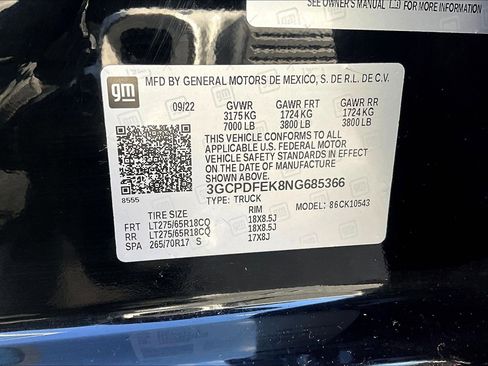 SEE OWNER'S MANUAL FOR MORE INFORMATION
gm
MFD BY GENERAL MOTORS DE MEXICO, S. DE R.L. DE C.V.
09/22 GVWR GAWR FRT GAWR RR
3175 KG 1724 KG 1724 KG
7000 LB 3800 LB 3800 LB
THIS VEHICLE CONFORMS TO ALL
APPLICABLE U.S. FEDERAL MOTOR
VEHICLE SAFETY AND THEFT PREVENTION
STANDARDS IN EFFECT ON THE DATE OF
MANUFACTURE SHOWN ABOVE.
3GCPDFEK8NG685366
8555
TYPE: TRUCK
MODEL: 86CK10543
TIRE SIZE RIM
FRT LT275/65R18CQ 18X8.5J
RR LT275/65R18CQ 18X8.5J
SPA 265/70R17 S 17X8J